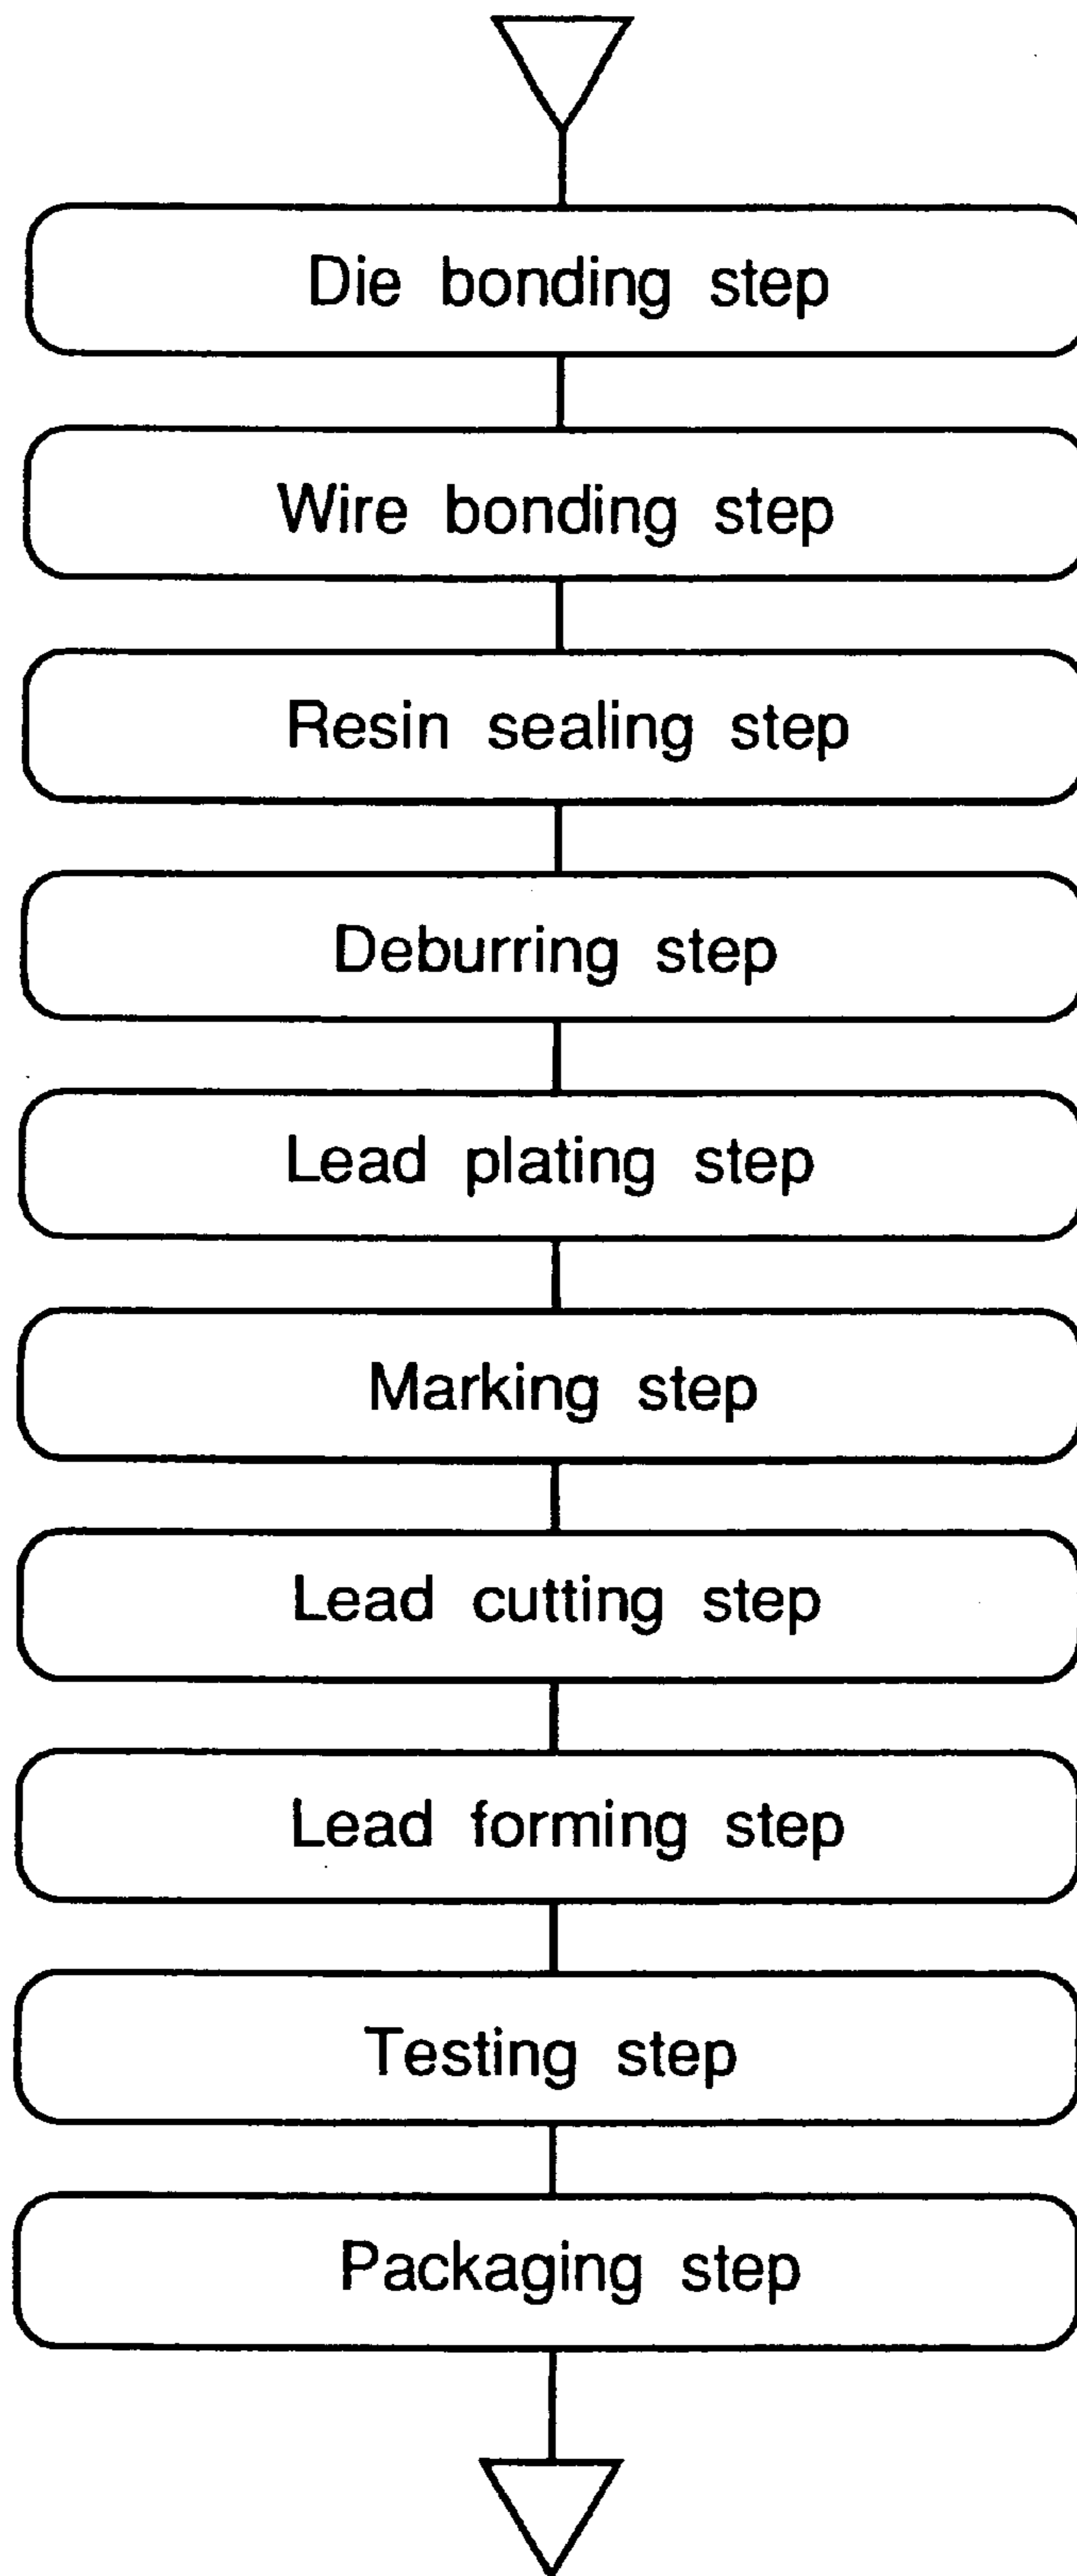 Die bonding step
Wire bonding step
Resin sealing step
Deburring step
Lead plating step
Marking step
Lead cutting step
Lead forming step
Testing step
Packaging step